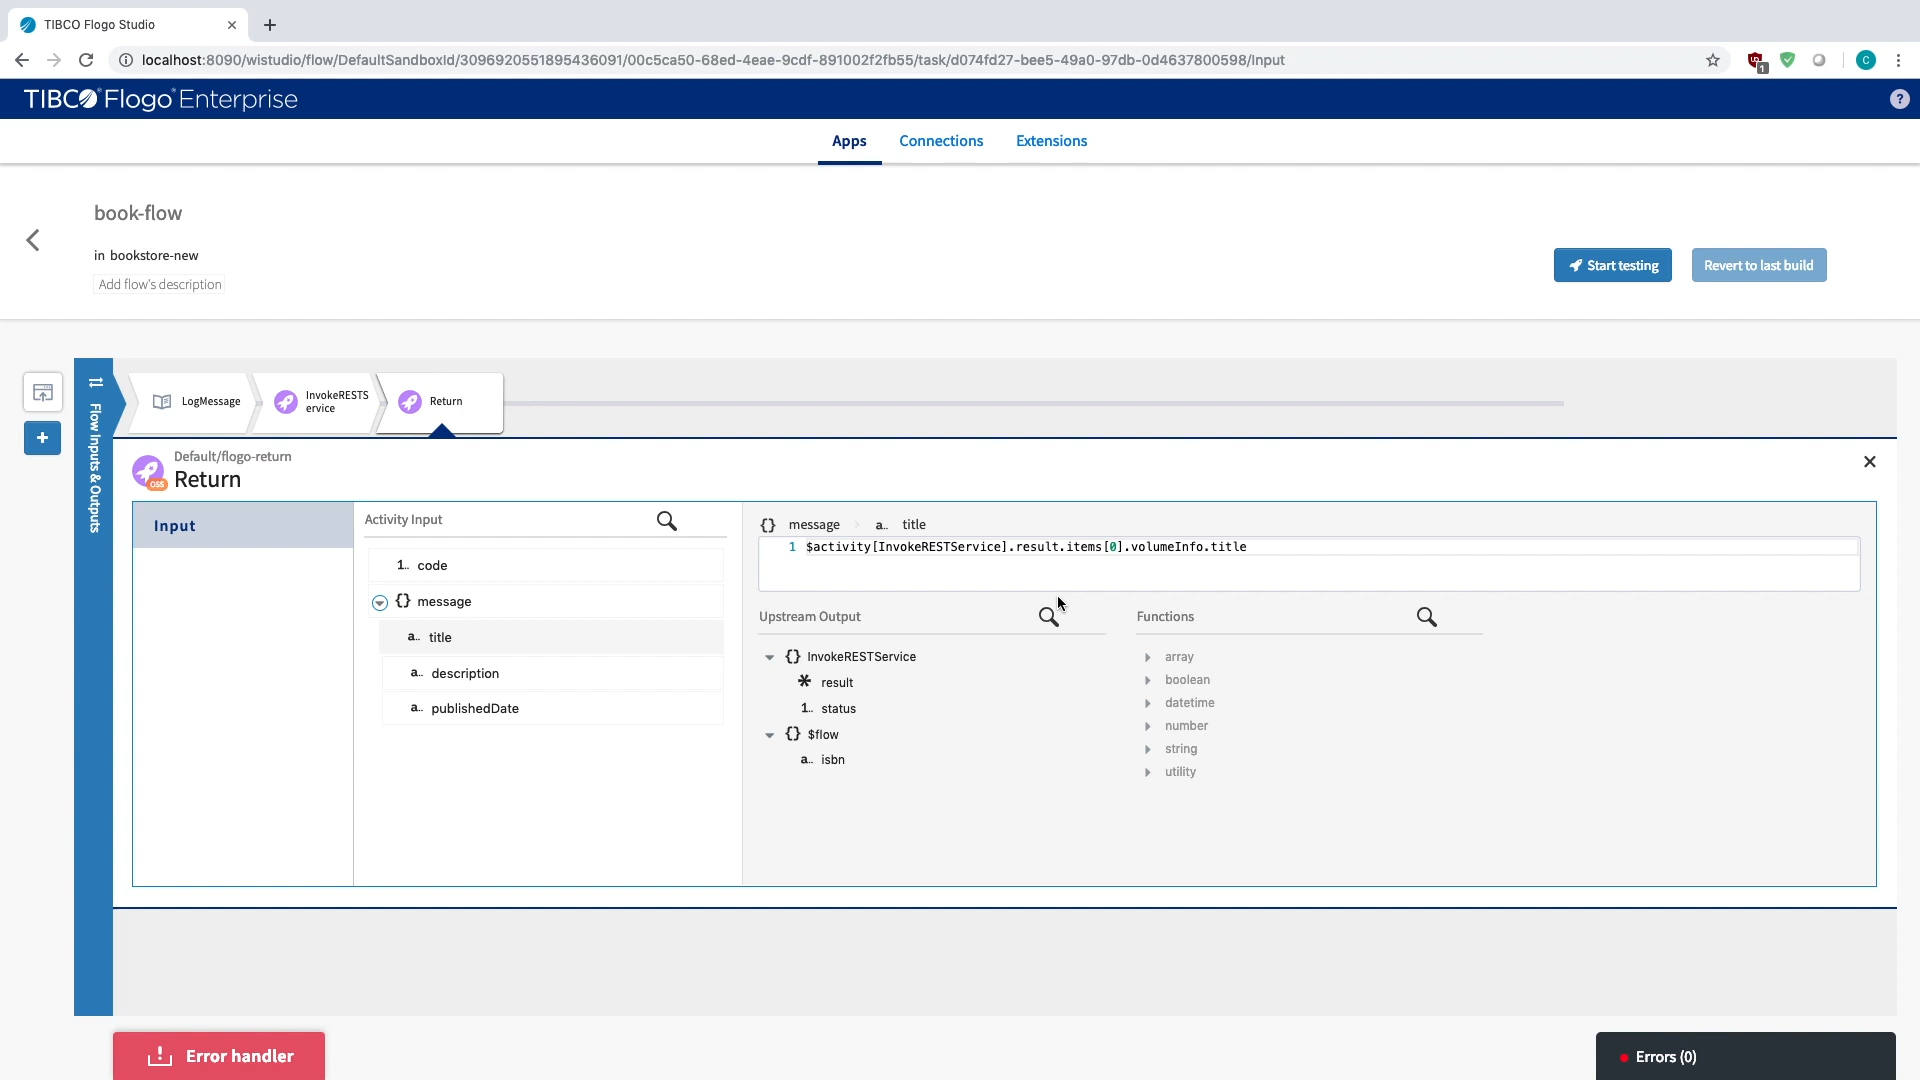 TIBCO Flogo Studio
localhost:8090/wistudio/flow/DefaultSandboxId/3096920551895436091/00c5ca50-68ed-4eae-9cdf-891002f2fb55/task/d074fd27-bee5-49a0-97db-0d4637800598/Input
1
C
TIBCO Flogo® Enterprise
?
Apps
Connections
Extensions
book-flow
in bookstore-new
Add flow's description
Start testing
Revert to last build
Flow Inputs & Outputs
LogMessage
InvokeRESTS
ervice
Return
Default/flogo-return
Return
OSS
Input
Activity Input
1.. code
{} message
a.. title
a.. description
a.. publishedDate
{} message
a.. title
1 $activity[InvokeRESTService].result.items[0].volumeInfo.title
Upstream Output
{} InvokeRESTService
* result
1.. status
{} $flow
a.. isbn
Functions
array
boolean
datetime
number
string
utility
Error handler
Errors (0)